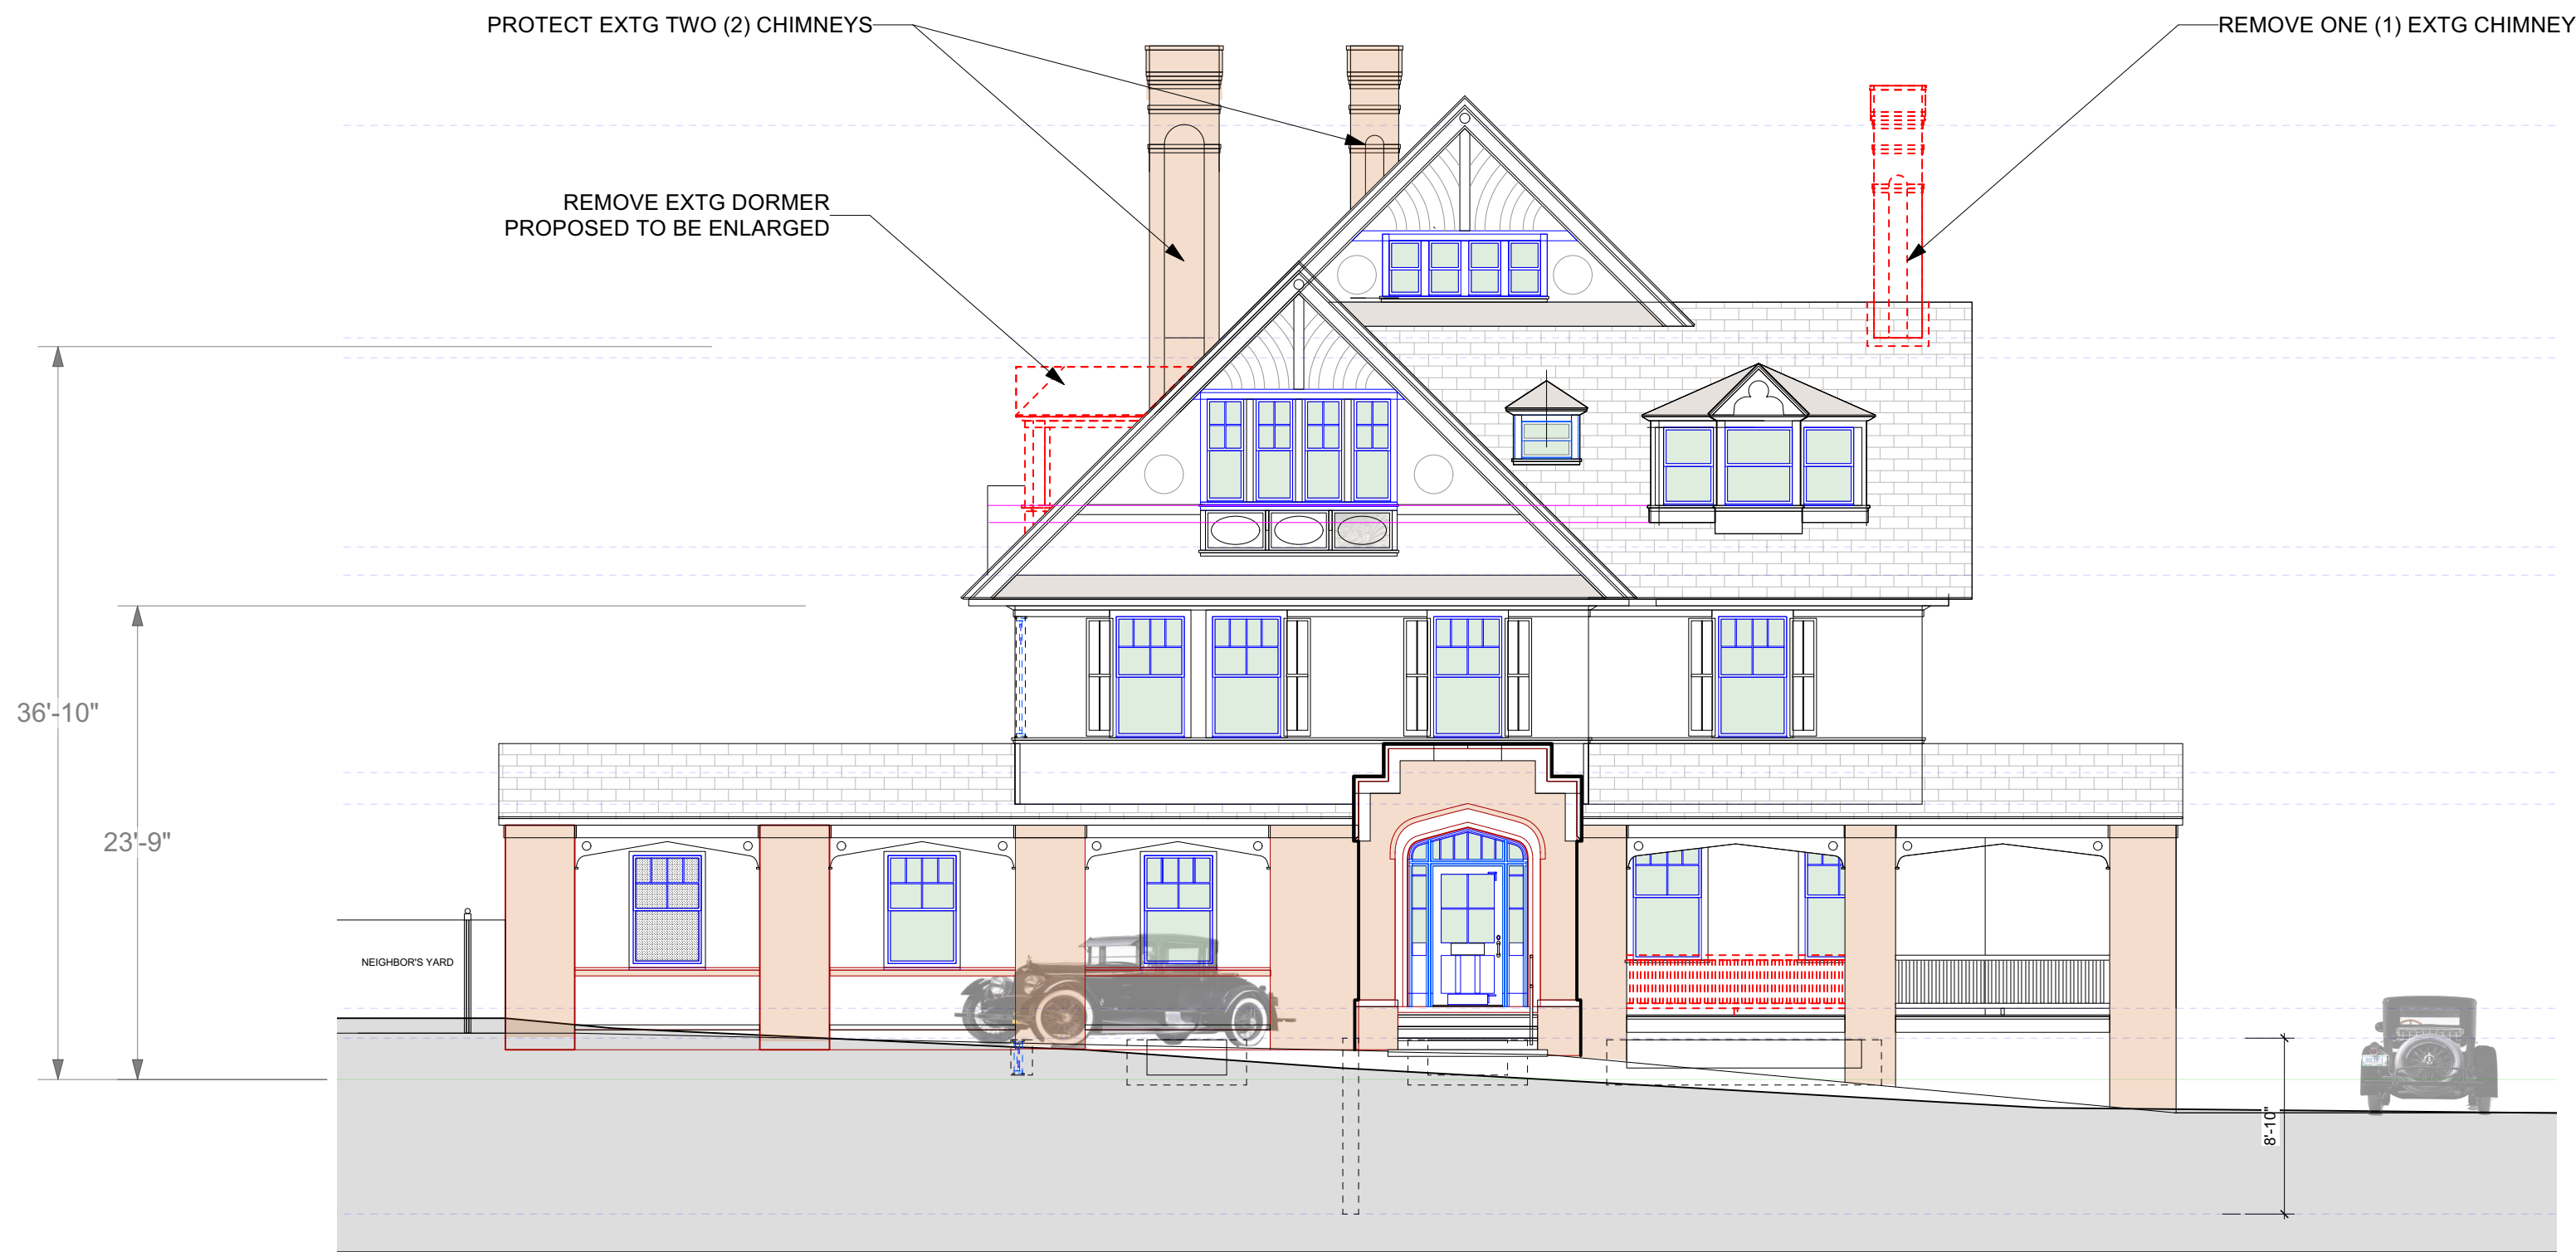 PROTECT EXTG TWO (2) CHIMNEYS
REMOVE ONE (1) EXTG CHIMNEY
REMOVE EXTG DORMER
PROPOSED TO BE ENLARGED
36'-10"
23'-9"
NEIGHBOR'S YARD
8'-10"